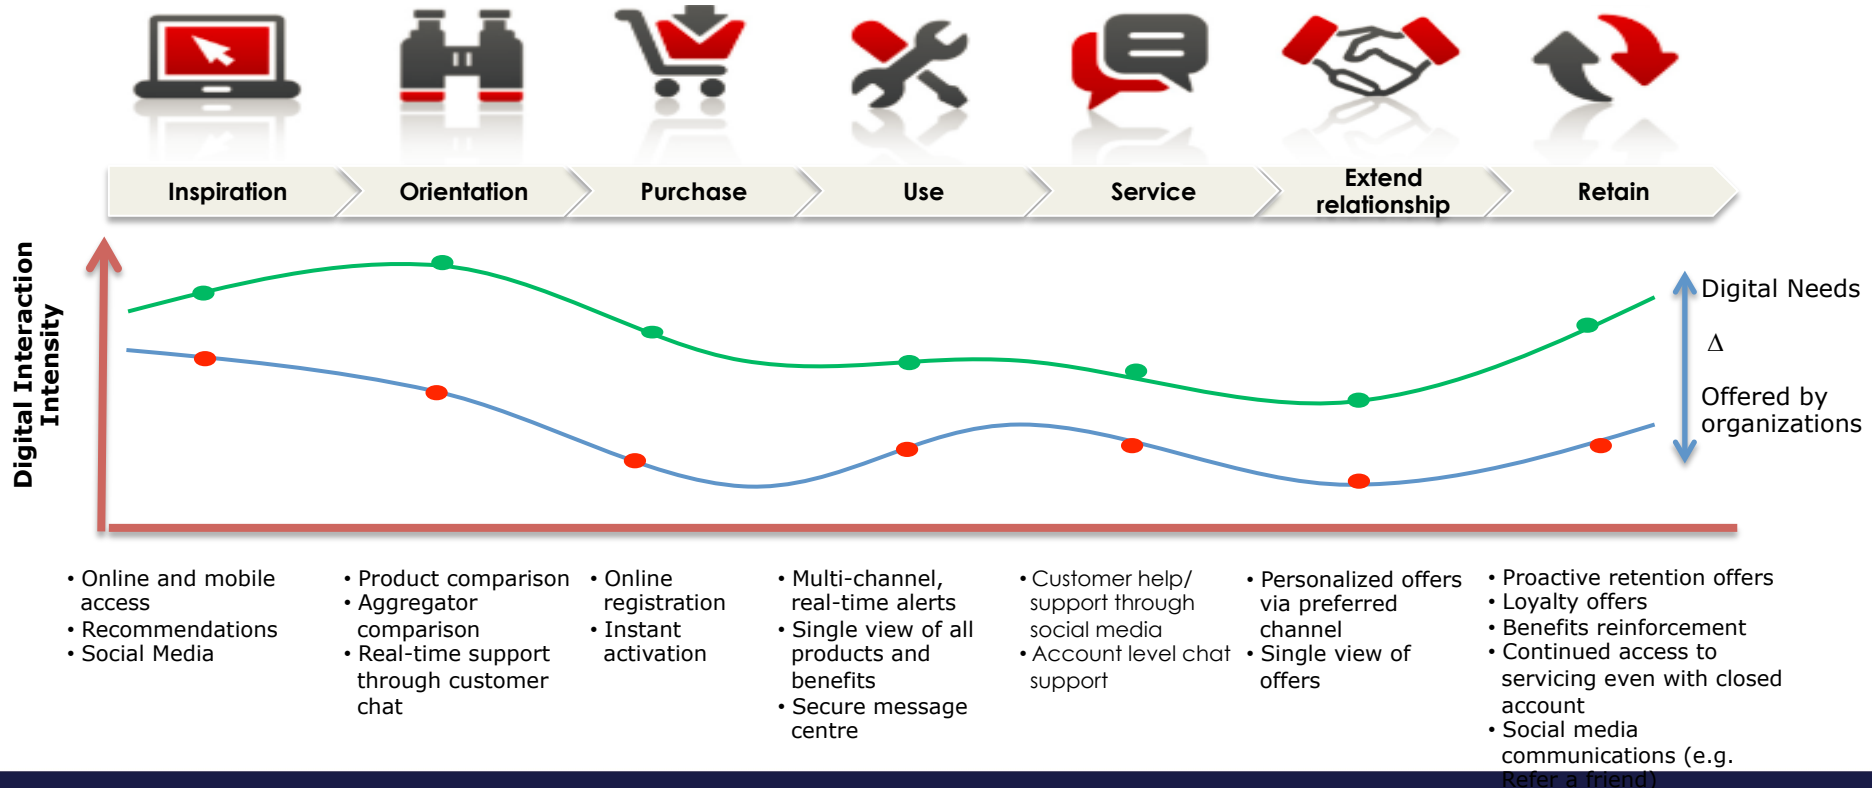 Inspiration
Orientation
Purchase
Use
Service
Extend
relationship
Retain
Digital Interaction
Intensity
Digital Needs
Δ
Offered by
organizations
• Online and mobile
access
• Recommendations
• Social Media
• Product comparison
• Aggregator
comparison
• Real-time support
through customer
chat
• Online
registration
• Instant
activation
• Multi-channel,
real-time alerts
• Single view of all
products and
benefits
• Secure message
centre
• Customer help/
support through
social media
• Account level chat
support
• Personalized offers
via preferred
channel
• Single view of
offers
• Proactive retention offers
• Loyalty offers
• Benefits reinforcement
• Continued access to
servicing even with closed
account
• Social media
communications (e.g.
Refer a friend)